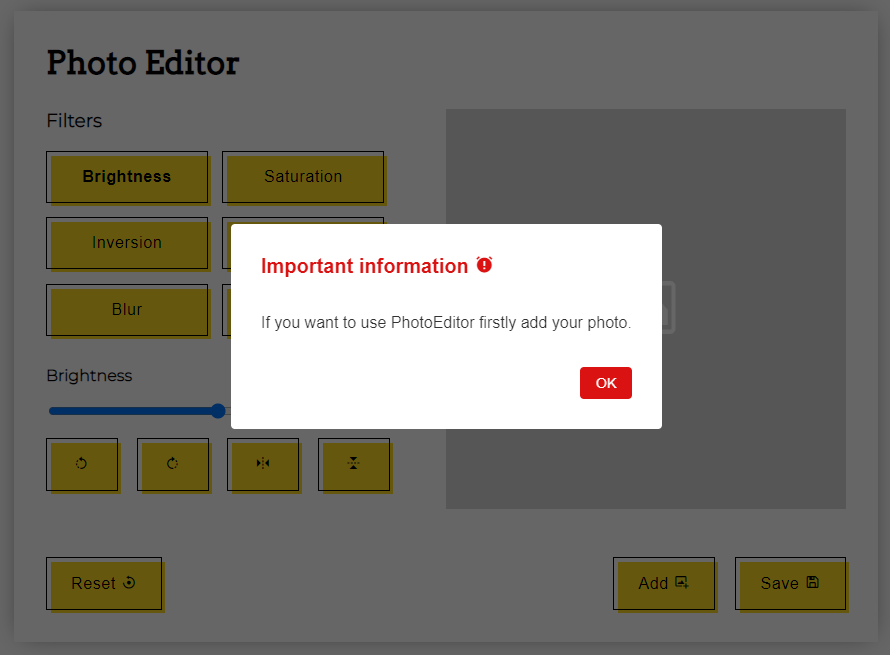 Photo Editor
Filters
Brightness
Saturation
Inversion
Blur
Important information
If you want to use PhotoEditor firstly add your photo.
OK
Brightness
Reset
Add
Save